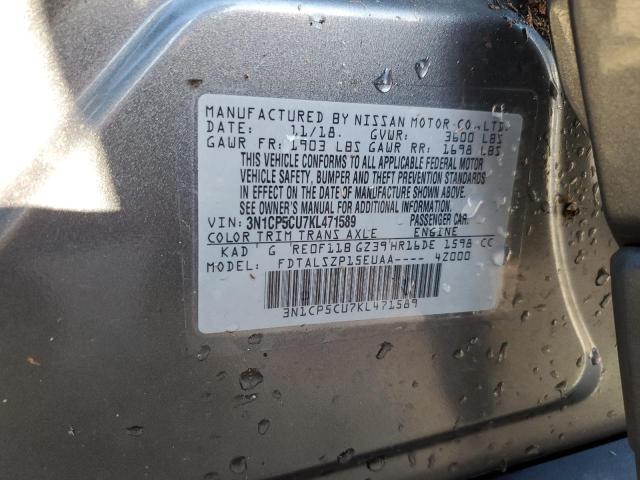 MANUFACTURED BY NISSAN MOTOR CO., LTD.
DATE: 11/18. GVWR: 3600 LBS
GAWR FR: 1903 LBS GAWR RR: 1698 LBS
THIS VEHICLE CONFORMS TO ALL APPLICABLE FEDERAL MOTOR
VEHICLE SAFETY, BUMPER AND THEFT PREVENTION STANDARDS
IN EFFECT ON THE DATE OF MANUFACTURE SHOWN ABOVE.
SEE OWNER'S MANUAL FOR ADDITIONAL INFORMATION.
VIN: 3N1CP5CU7KL471589 PASSENGER CAR.
COLOR TRIM TRANS AXLE ENGINE
KAD G RE0F11B GZ39 HR16DE 1598 CC
MODEL: FDTALSZP15EUAA---- 4Z000
3N1CP5CU7KL471589